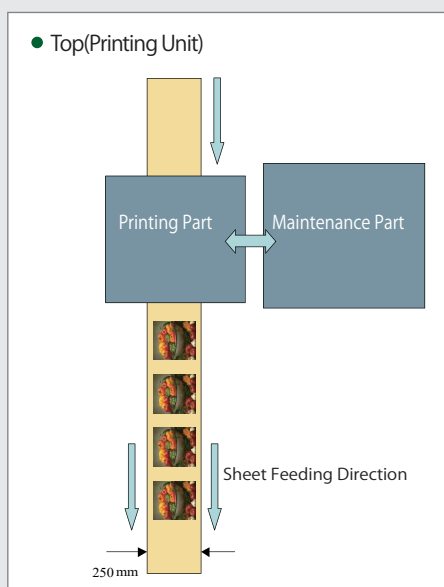 Top(Printing Unit)
Printing Part
Maintenance Part
Sheet Feeding Direction
250 mm